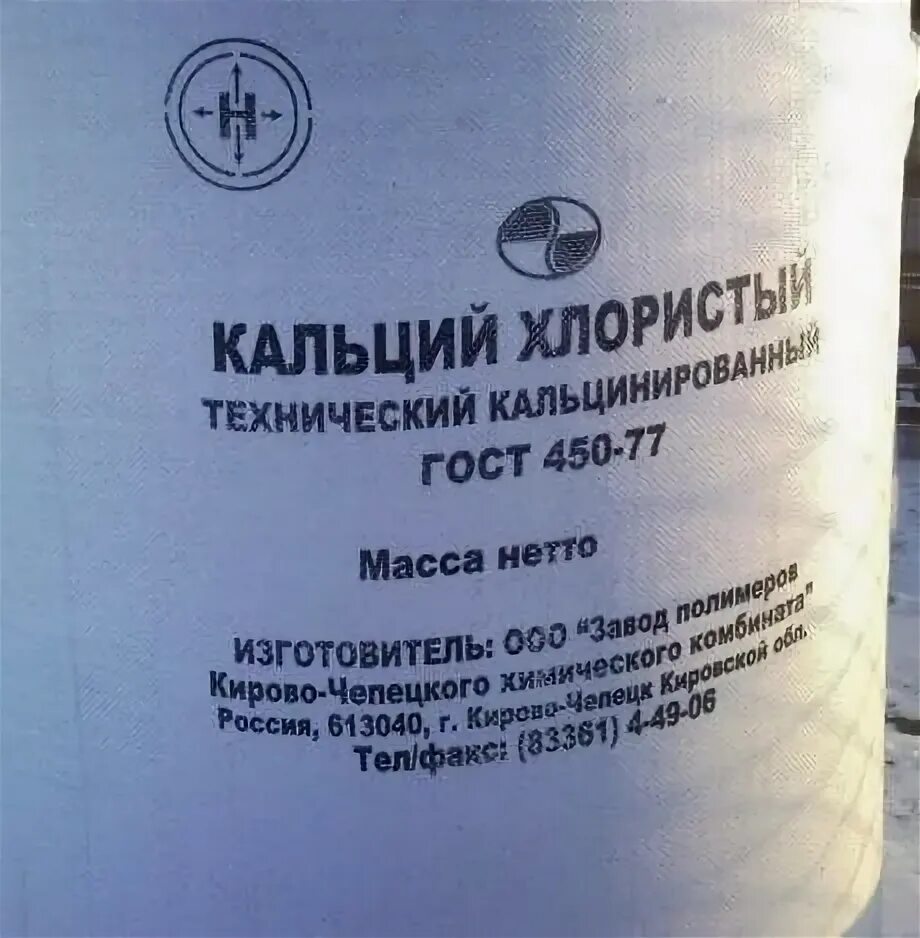 Н
КАЛЬЦИЙ ХЛОРИСТЫЙ
ТЕХНИЧЕСКИЙ КАЛЬЦИНИРОВАННЫЙ
ГОСТ 450-77
Масса нетто
ИЗГОТОВИТЕЛЬ: ООО "Завод полимеров
Кирово-Чепецкого химического комбината"
Россия, 613040, г. Кирово-Чепецк Кировской обл.
Тел/факс: (83361) 4-49-06